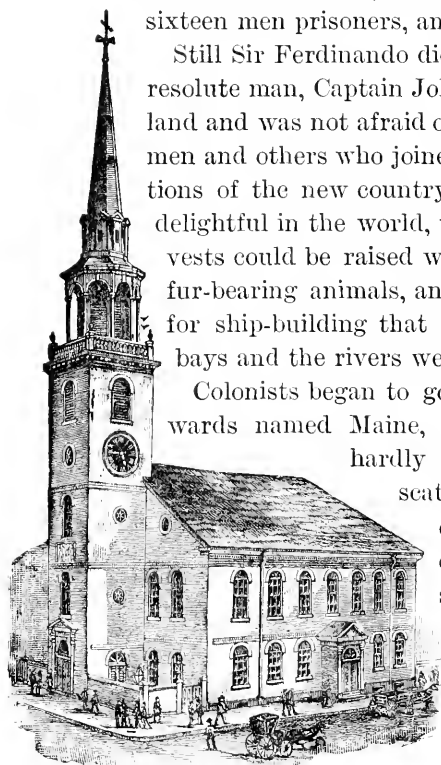 sixteen men prisoners, an
Still Sir Ferdinando di
resolute man, Captain Jo
land and was not afraid
men and others who joine
tions of the new country
delightful in the world,
vests could be raised w
fur-bearing animals, an
for ship-building that
bays and the rivers we
Colonists began to go
wards named Maine,
hardly
scat